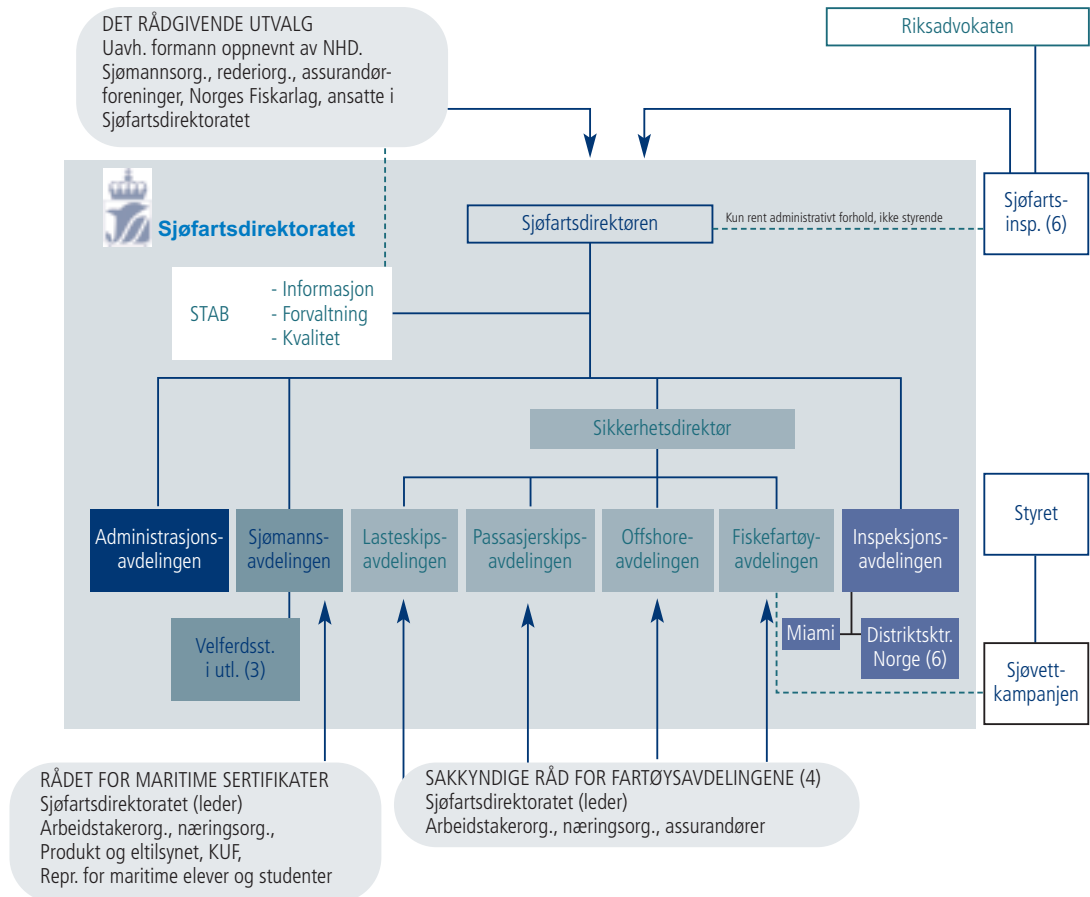 DET RÅDGIVENDE UTVALG
Uavh. formann oppnevnt av NHD.
Sjømannsorg., rederiorg., assurandør-
foreninger, Norges Fiskarlag, ansatte i
Sjøfartsdirektoratet
Riksadvokaten
Sjøfartsdirektoratet
Sjøfartsdirektøren
Kun rent administrativt forhold, ikke styrende
Sjøfarts-
insp. (6)
STAB
- Informasjon
- Forvaltning
- Kvalitet
Sikkerhetsdirektør
Administrasjons-
avdelingen
Sjømanns-
avdelingen
Lasteskips-
avdelingen
Passasjerskips-
avdelingen
Offshore-
avdelingen
Fiskefartøy-
avdelingen
Inspeksjons-
avdelingen
Styret
Velferdsst.
i utl. (3)
Miami
Distriktsktr.
Norge (6)
Sjøvett-
kampanjen
RÅDET FOR MARITIME SERTIFIKATER
Sjøfartsdirektoratet (leder)
Arbeidstakerorg., næringsorg.,
Produkt og eltilsynet, KUF,
Repr. for maritime elever og studenter
SAKKYNDIGE RÅD FOR FARTØYSAVDELINGENE (4)
Sjøfartsdirektoratet (leder)
Arbeidstakerorg., næringsorg., assurandører